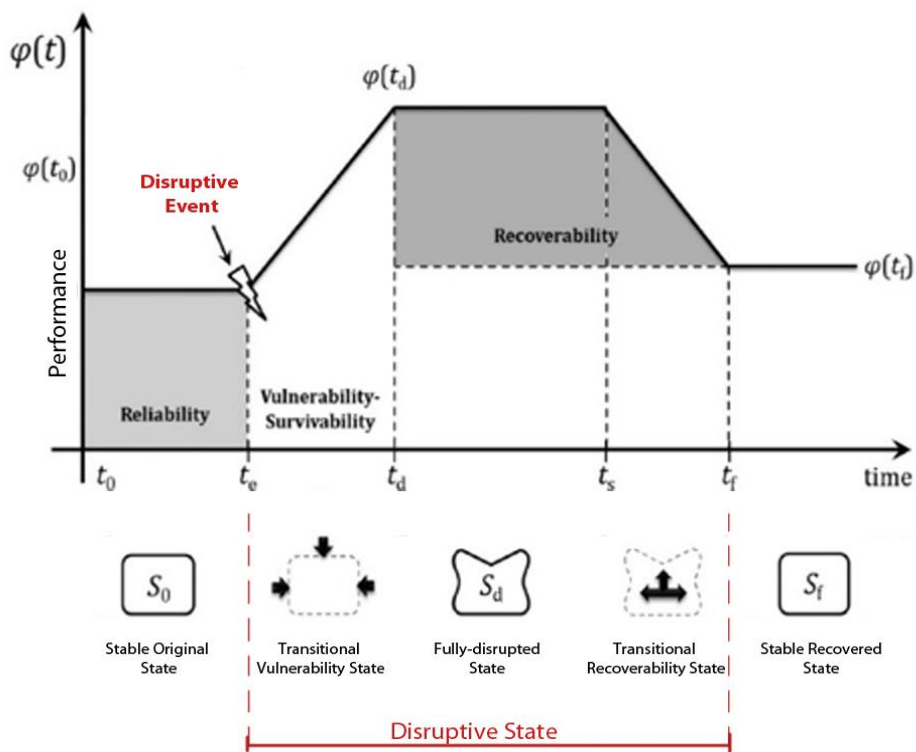 φ(t)
φ(t_d)
φ(t_0)
Disruptive
Event
Recoverability
φ(t_f)
Performance
Reliability
Vulnerability-
Survivability
t_0 t_e t_d t_s t_f time
S_0 S_d S_f
Stable Original
State
Transitional
Vulnerability State
Fully-disrupted
State
Transitional
Recoverability State
Stable Recovered
State
Disruptive State